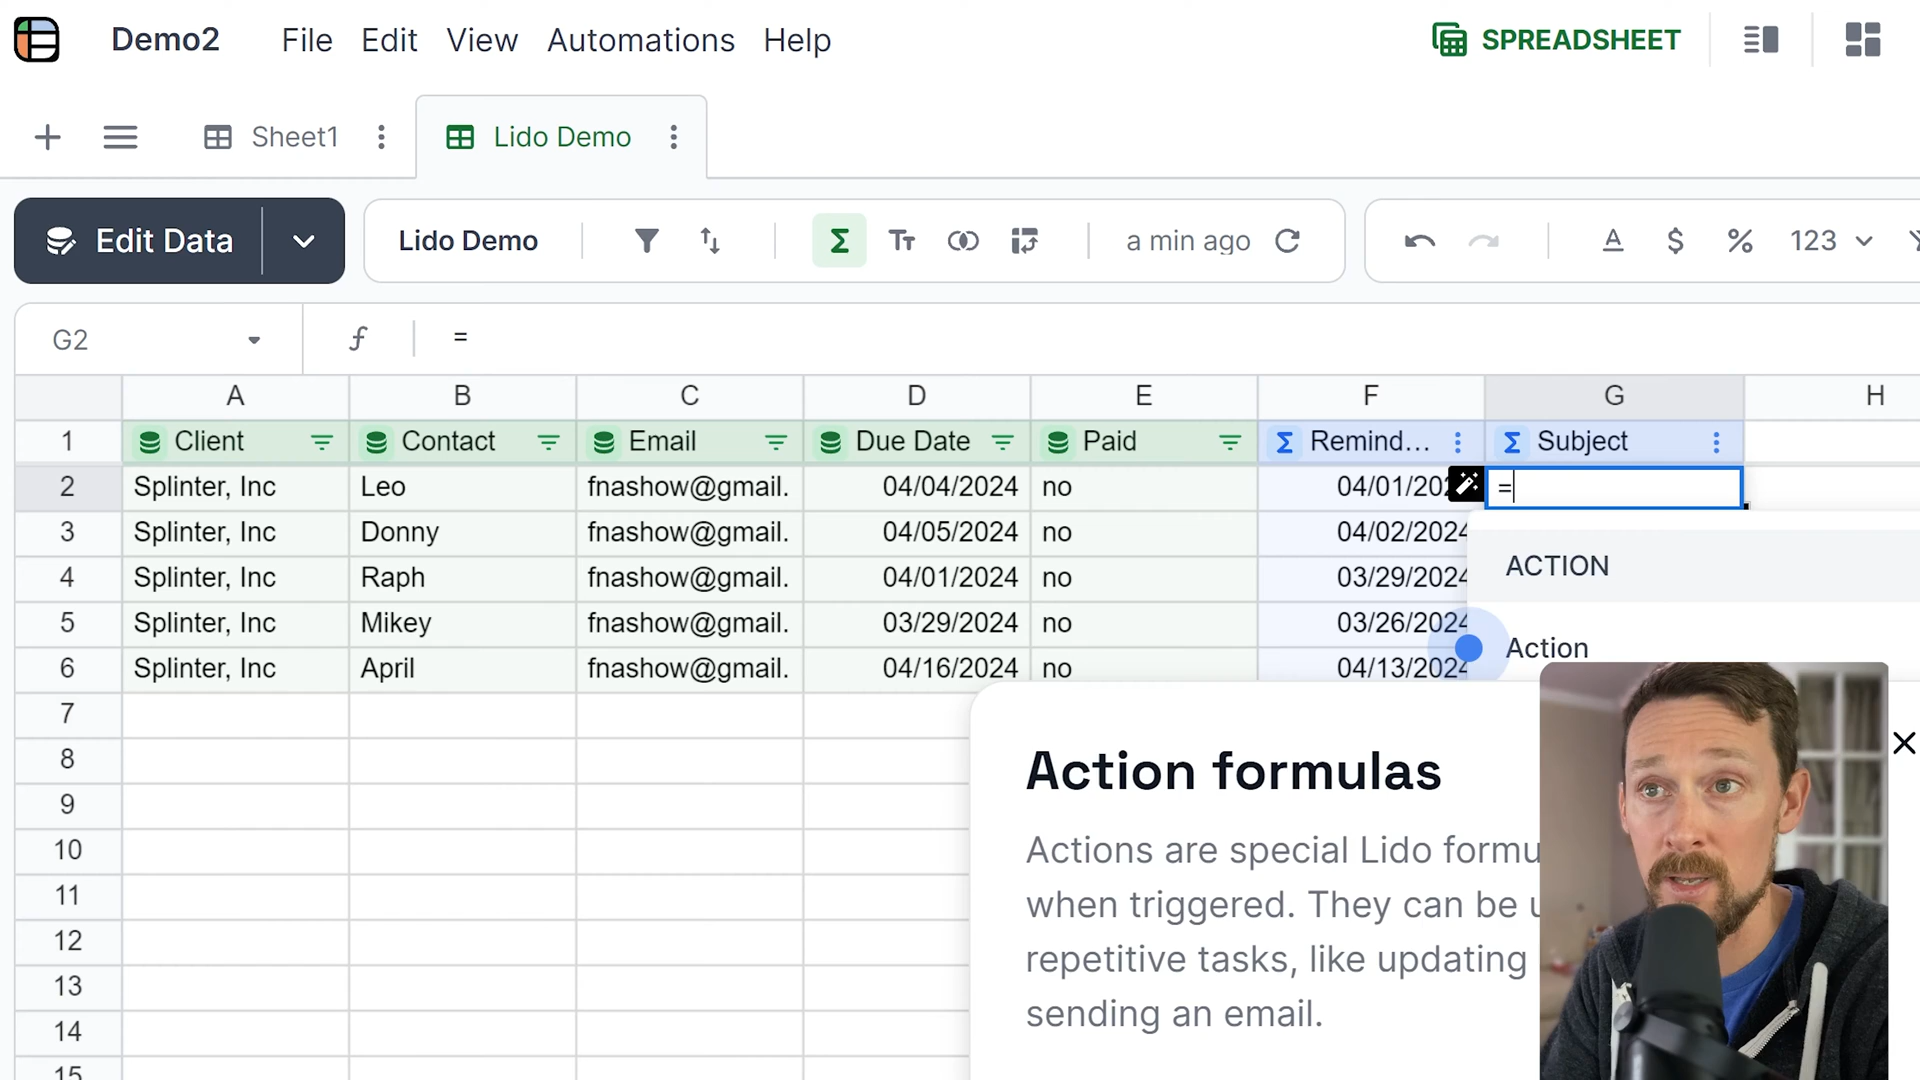 Demo2 File Edit View Automations Help SPREADSHEET
Sheet1 Lido Demo
Edit Data Lido Demo Σ Tт a min ago A $ % 123
G2 f =
A B C D E F G H
1 Client Contact Email Due Date Paid Σ Remind... Σ Subject
2 Splinter, Inc Leo fnashow@gmail. 04/04/2024 no 04/01/202 =
3 Splinter, Inc Donny fnashow@gmail. 04/05/2024 no 04/02/2024
4 Splinter, Inc Raph fnashow@gmail. 04/01/2024 no 03/29/2024
5 Splinter, Inc Mikey fnashow@gmail. 03/29/2024 no 03/26/2024
6 Splinter, Inc April fnashow@gmail. 04/16/2024 no 04/13/2024
ACTION
Action
7
8
9
10
11
12
13
14
15
Action formulas
Actions are special Lido formu
when triggered. They can be u
repetitive tasks, like updating
sending an email.